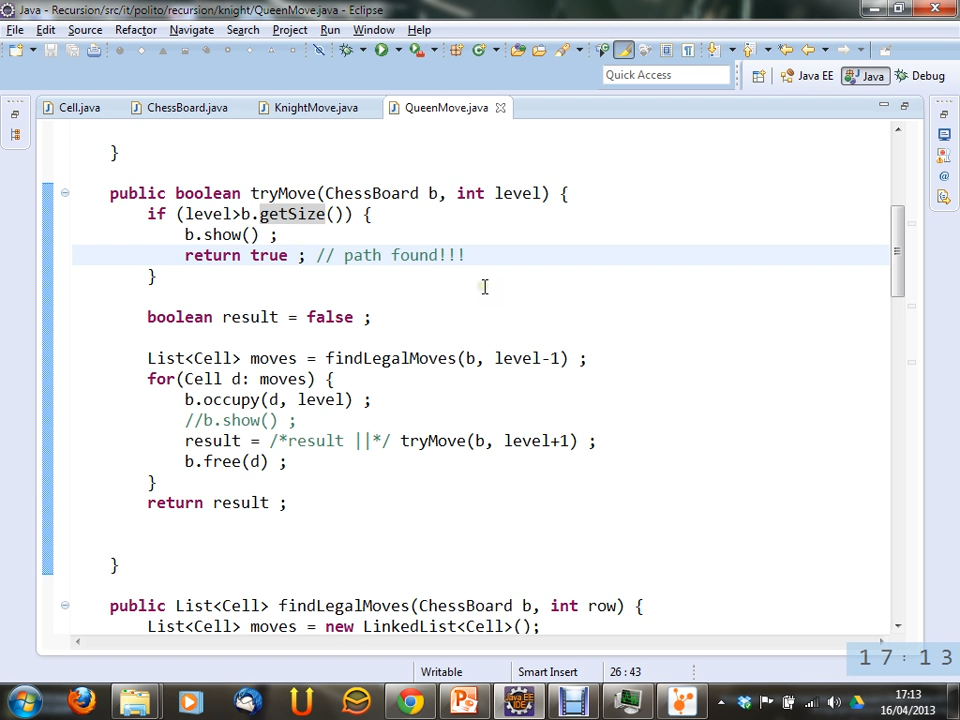 Java - Recursion/src/it/polito/recursion/knight/QueenMove.java - Eclipse
File Edit Source Refactor Navigate Search Project Run Window Help
Quick Access
Java EE Java Debug
Cell.java ChessBoard.java KnightMove.java QueenMove.java
}
public boolean tryMove(ChessBoard b, int level) {
if (level>b.getSize()) {
b.show() ;
return true ; // path found!!!
}
boolean result = false ;
List<Cell> moves = findLegalMoves(b, level-1) ;
for(Cell d: moves) {
b.occupy(d, level) ;
//b.show() ;
result = /*result ||*/ tryMove(b, level+1) ;
b.free(d) ;
}
return result ;
}
public List<Cell> findLegalMoves(ChessBoard b, int row) {
List<Cell> moves = new LinkedList<Cell>();
17:13
Writable Smart Insert 26 : 43
17:13
16/04/2013